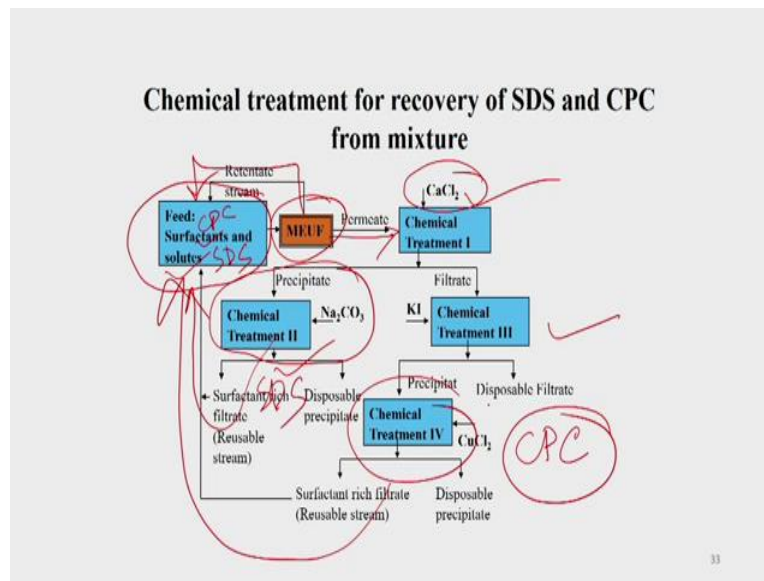 Chemical treatment for recovery of SDS and CPC
from mixture
Retentate
stream
CaCl₂
Feed: CPC
Surfactants and
solutes SDS
MEUF
Permeate
Chemical
Treatment I
Precipitate
Filtrate
Chemical
Treatment II
Na₂CO₃
KI
Chemical
Treatment III
SDS
Surfactant rich
filtrate
(Reusable
stream)
Disposable
precipitate
Precipitat
Disposable Filtrate
Chemical
Treatment IV
CuCl₂
CPC
Surfactant rich filtrate
(Reusable stream)
Disposable
precipitate
33